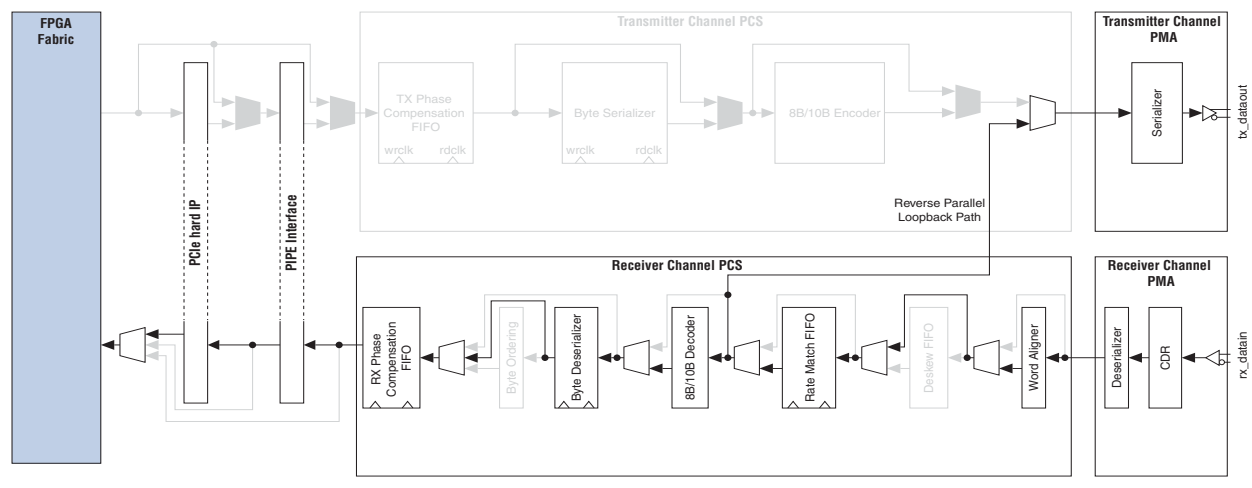 FPGA
Fabric
Transmitter Channel PCS
Transmitter Channel
PMA
TX Phase
Compensation
FIFO
wrclk
rdclk
Byte Serializer
wrclk
rdclk
8B/10B Encoder
Serializer
tx_dataout
PCIe hard IP
PIPE Interface
Reverse Parallel
Loopback Path
Receiver Channel PCS
Receiver Channel
PMA
RX Phase
Compensation
FIFO
Byte Ordering
Byte Deserializer
8B/10B Decoder
Rate Match FIFO
Deskew FIFO
Word Aligner
Deserializer
CDR
rx_datain